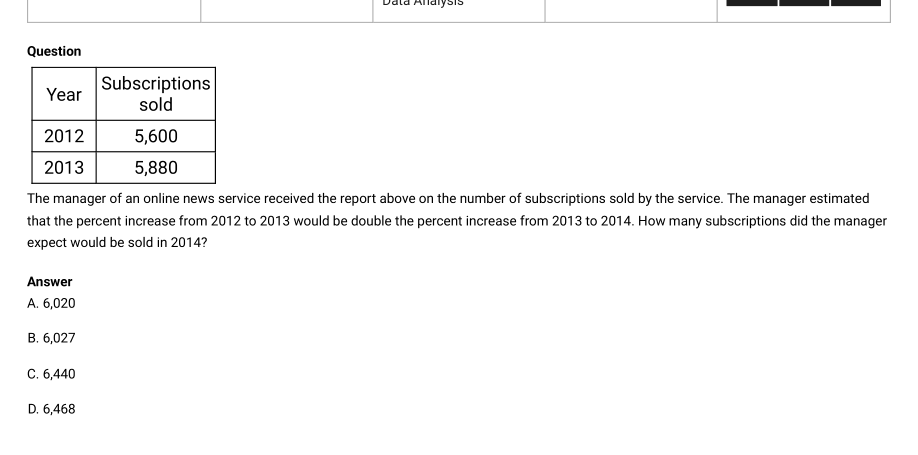 Data Analysis
Question
Year Subscriptions sold
2012 5,600
2013 5,880
The manager of an online news service received the report above on the number of subscriptions sold by the service. The manager estimated
that the percent increase from 2012 to 2013 would be double the percent increase from 2013 to 2014. How many subscriptions did the manager
expect would be sold in 2014?
Answer
A. 6,020
B. 6,027
C. 6,440
D. 6,468